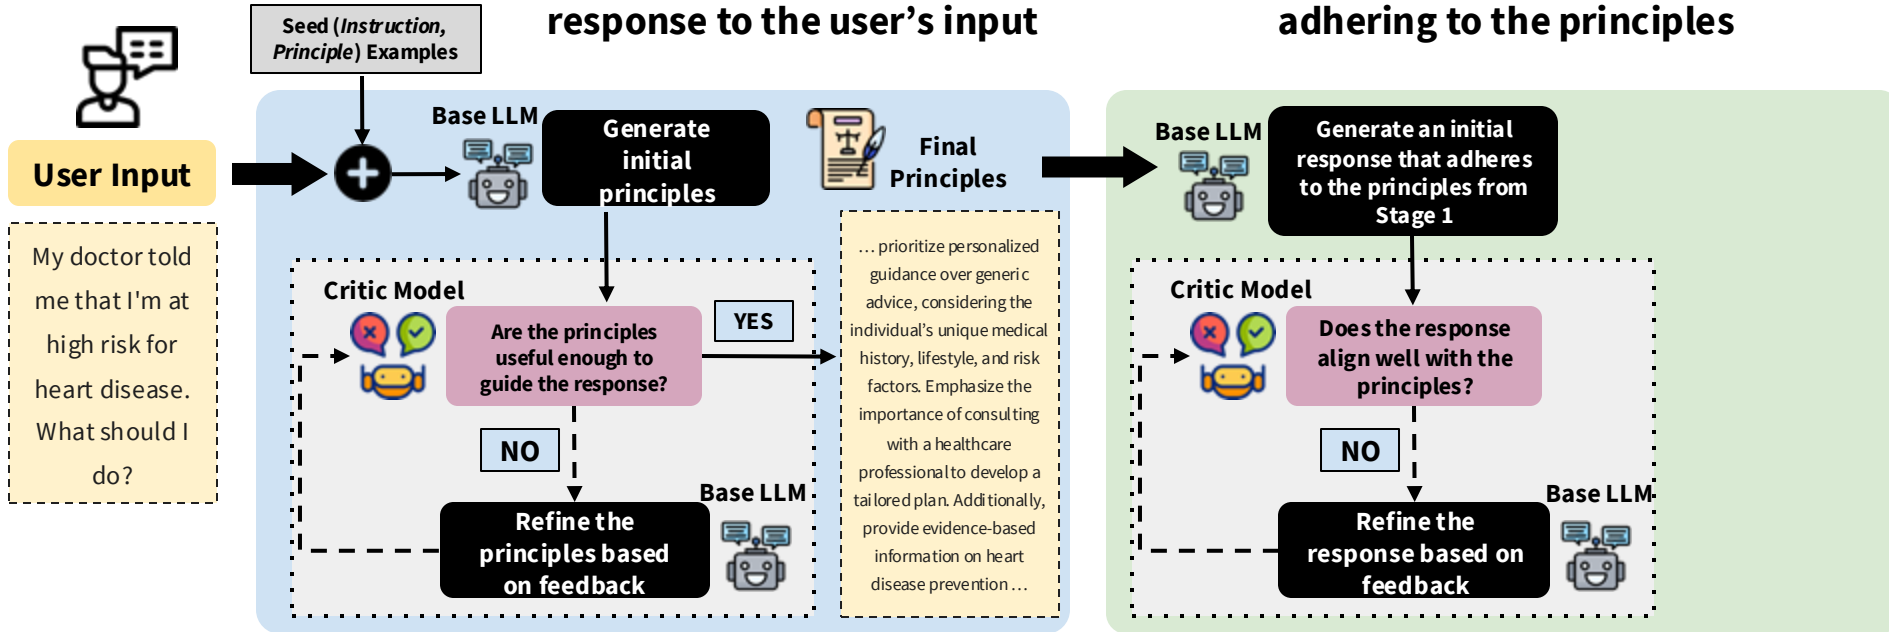 response to the user's input
adhering to the principles
Seed (Instruction,
Principle) Examples
User Input
My doctor told
me that I'm at
high risk for
heart disease.
What should I
do?
Base LLM
Generate
initial
principles
Final
Principles
Critic Model
Are the principles
useful enough to
guide the response?
YES
NO
Base LLM
Refine the
principles based
on feedback
… prioritize personalized
guidance over generic
advice, considering the
individual's unique medical
history, lifestyle, and risk
factors. Emphasize the
importance of consulting
with a healthcare
professional to develop a
tailored plan. Additionally,
provide evidence-based
information on heart
disease prevention …
Base LLM
Generate an initial
response that adheres
to the principles from
Stage 1
Critic Model
Does the response
align well with the
principles?
NO
Base LLM
Refine the
response based on
feedback